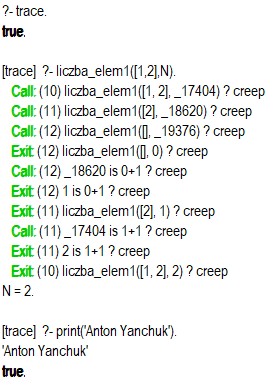 ?- trace.
true.
[trace]  ?- liczba_elem1([1,2],N).
Call: (10) liczba_elem1([1, 2], _17404) ? creep
Call: (11) liczba_elem1([2], _18620) ? creep
Call: (12) liczba_elem1([], _19376) ? creep
Exit: (12) liczba_elem1([], 0) ? creep
Call: (12) _18620 is 0+1 ? creep
Exit: (12) 1 is 0+1 ? creep
Exit: (11) liczba_elem1([2], 1) ? creep
Call: (11) _17404 is 1+1 ? creep
Exit: (11) 2 is 1+1 ? creep
Exit: (10) liczba_elem1([1, 2], 2) ? creep
N = 2.
[trace]  ?- print('Anton Yanchuk').
'Anton Yanchuk'
true.